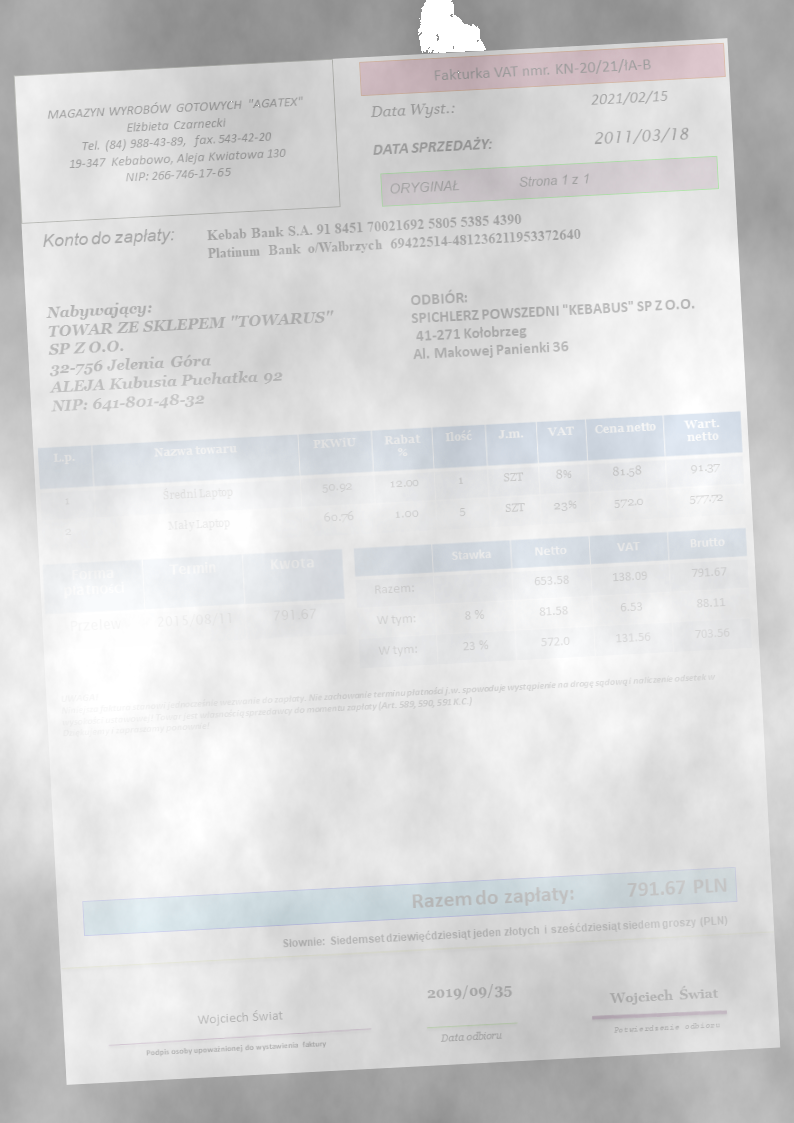 Fakturka VAT nmr. KN-20/21/IA-B
MAGAZYN WYROBÓW GOTOWYCH "AGATEX"
Elżbieta Czarnecki
Tel. (84) 988-43-89, fax. 543-42-20
19-347 Kebabowo, Aleja Kwiatowa 130
NIP: 266-746-17-65
Data Wyst.: 2021/02/15
DATA SPRZEDAŻY: 2011/03/18
ORYGINAŁ Strona 1 z 1
Konto do zapłaty: Kebab Bank S.A. 91 8451 70021692 5805 5385 4390
Platinum Bank o/Wałbrzych 69422514-481236211953372640
Nabywający:
TOWAR ZE SKLEPEM "TOWARUS"
SP Z O.O.
32-756 Jelenia Góra
ALEJA Kubusia Puchatka 92
NIP: 641-801-48-32
ODBIÓR:
SPICHLERZ POWSZEDNI "KEBABUS" SP Z O.O.
41-271 Kołobrzeg
Al. Makowej Panienki 36
L.p. Nazwa towaru PKWIU Rabat % Ilość J.m. VAT Cena netto Wart. netto
1 Średni Laptop 50.92 12.00 1 SZT 8% 81.58 91.37
2 Mały Laptop 60.76 1.00 5 SZT 23% 572.0 577.72
Termin Kwota
Przelew 2015/08/11 791.67
Stawka Netto VAT Brutto
Razem: 653.58 138.09 791.67
W tym: 8 % 81.58 6.53 88.11
W tym: 23 % 572.0 131.56 703.56
do zapłaty. Nie zachowanie terminu płatności j.w. spowoduje wystąpienie na drogę sądową i naliczenie odsetek w
Towar jest własnością sprzedawcy do momentu zapłaty (Art. 589, 590, 591 K.C.)
Razem do zapłaty: 791.67 PLN
Słownie: Siedemset dziewięćdziesiąt jeden złotych i sześćdziesiąt siedem groszy (PLN)
Wojciech Świat
Podpis osoby upoważnionej do wystawienia faktury
2019/09/35
Data odbioru
Wojciech Świat
Potwierdzenie odbioru